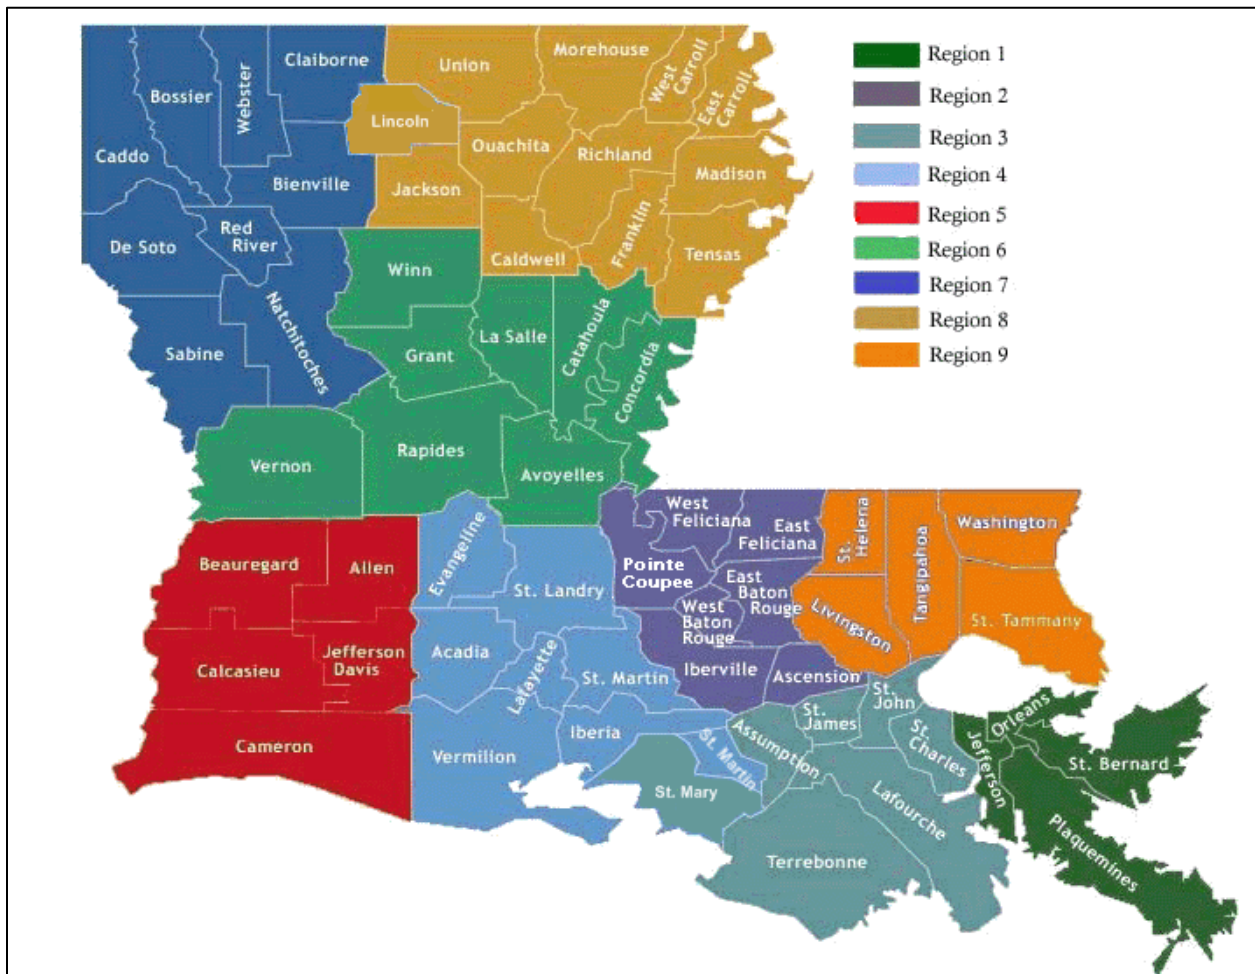 Claiborne
Union
Morehouse
West
Carroll
East
Carroll
Bossier
Webster
Lincoln
Caddo
Ouachita
Richland
Madison
Bienville
Jackson
De Soto
Red
River
Franklin
Tensas
Caldwell
Winn
Natchitoches
La Salle
Catahoula
Concordia
Sabine
Grant
Vernon
Rapides
Avoyelles
West
Feliciana
East
Feliciana
St.
Helena
Tangipahoa
Washington
Beauregard
Allen
Evangeline
St. Landry
Pointe
Coupee
East
Baton
Rouge
West
Baton
Rouge
Livingston
St. Tammany
Calcasieu
Jefferson
Davis
Acadia
Lafayette
St. Martin
Iberville
Ascension
Cameron
Vermilion
Iberia
St. Martin
St. Mary
Assumption
St.
James
St.
John
St.
Charles
Lafourche
Terrebonne
Jefferson
Orleans
St. Bernard
Plaquemines
Region 1
Region 2
Region 3
Region 4
Region 5
Region 6
Region 7
Region 8
Region 9